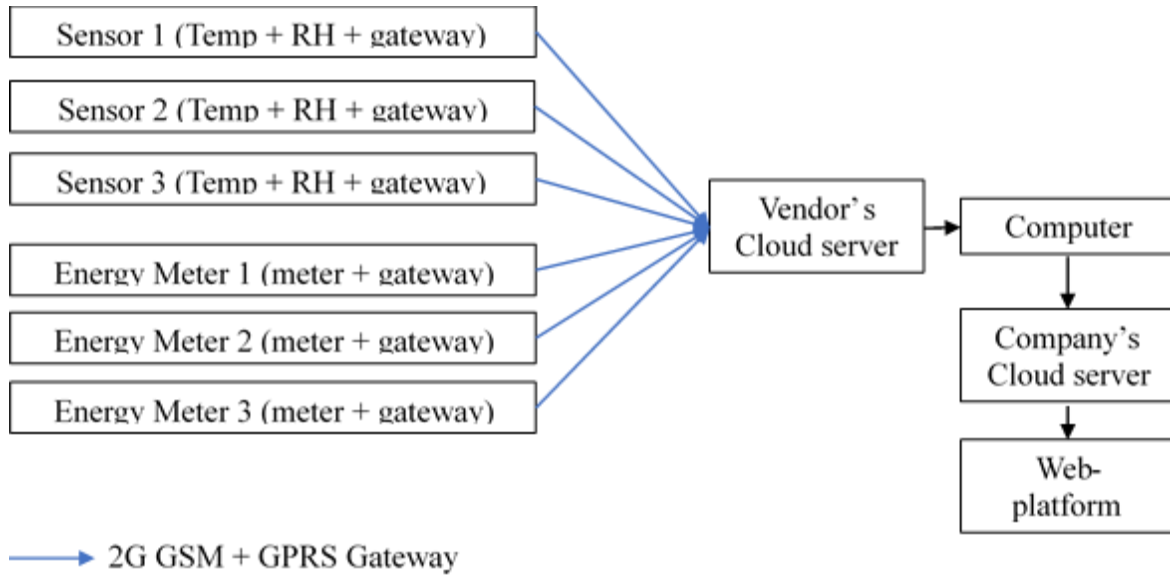 Sensor 1 (Temp + RH + gateway)
Sensor 2 (Temp + RH + gateway)
Sensor 3 (Temp + RH + gateway)
Energy Meter 1 (meter + gateway)
Energy Meter 2 (meter + gateway)
Energy Meter 3 (meter + gateway)
Vendor’s
Cloud server
Computer
Company’s
Cloud server
Web-
platform
2G GSM + GPRS Gateway